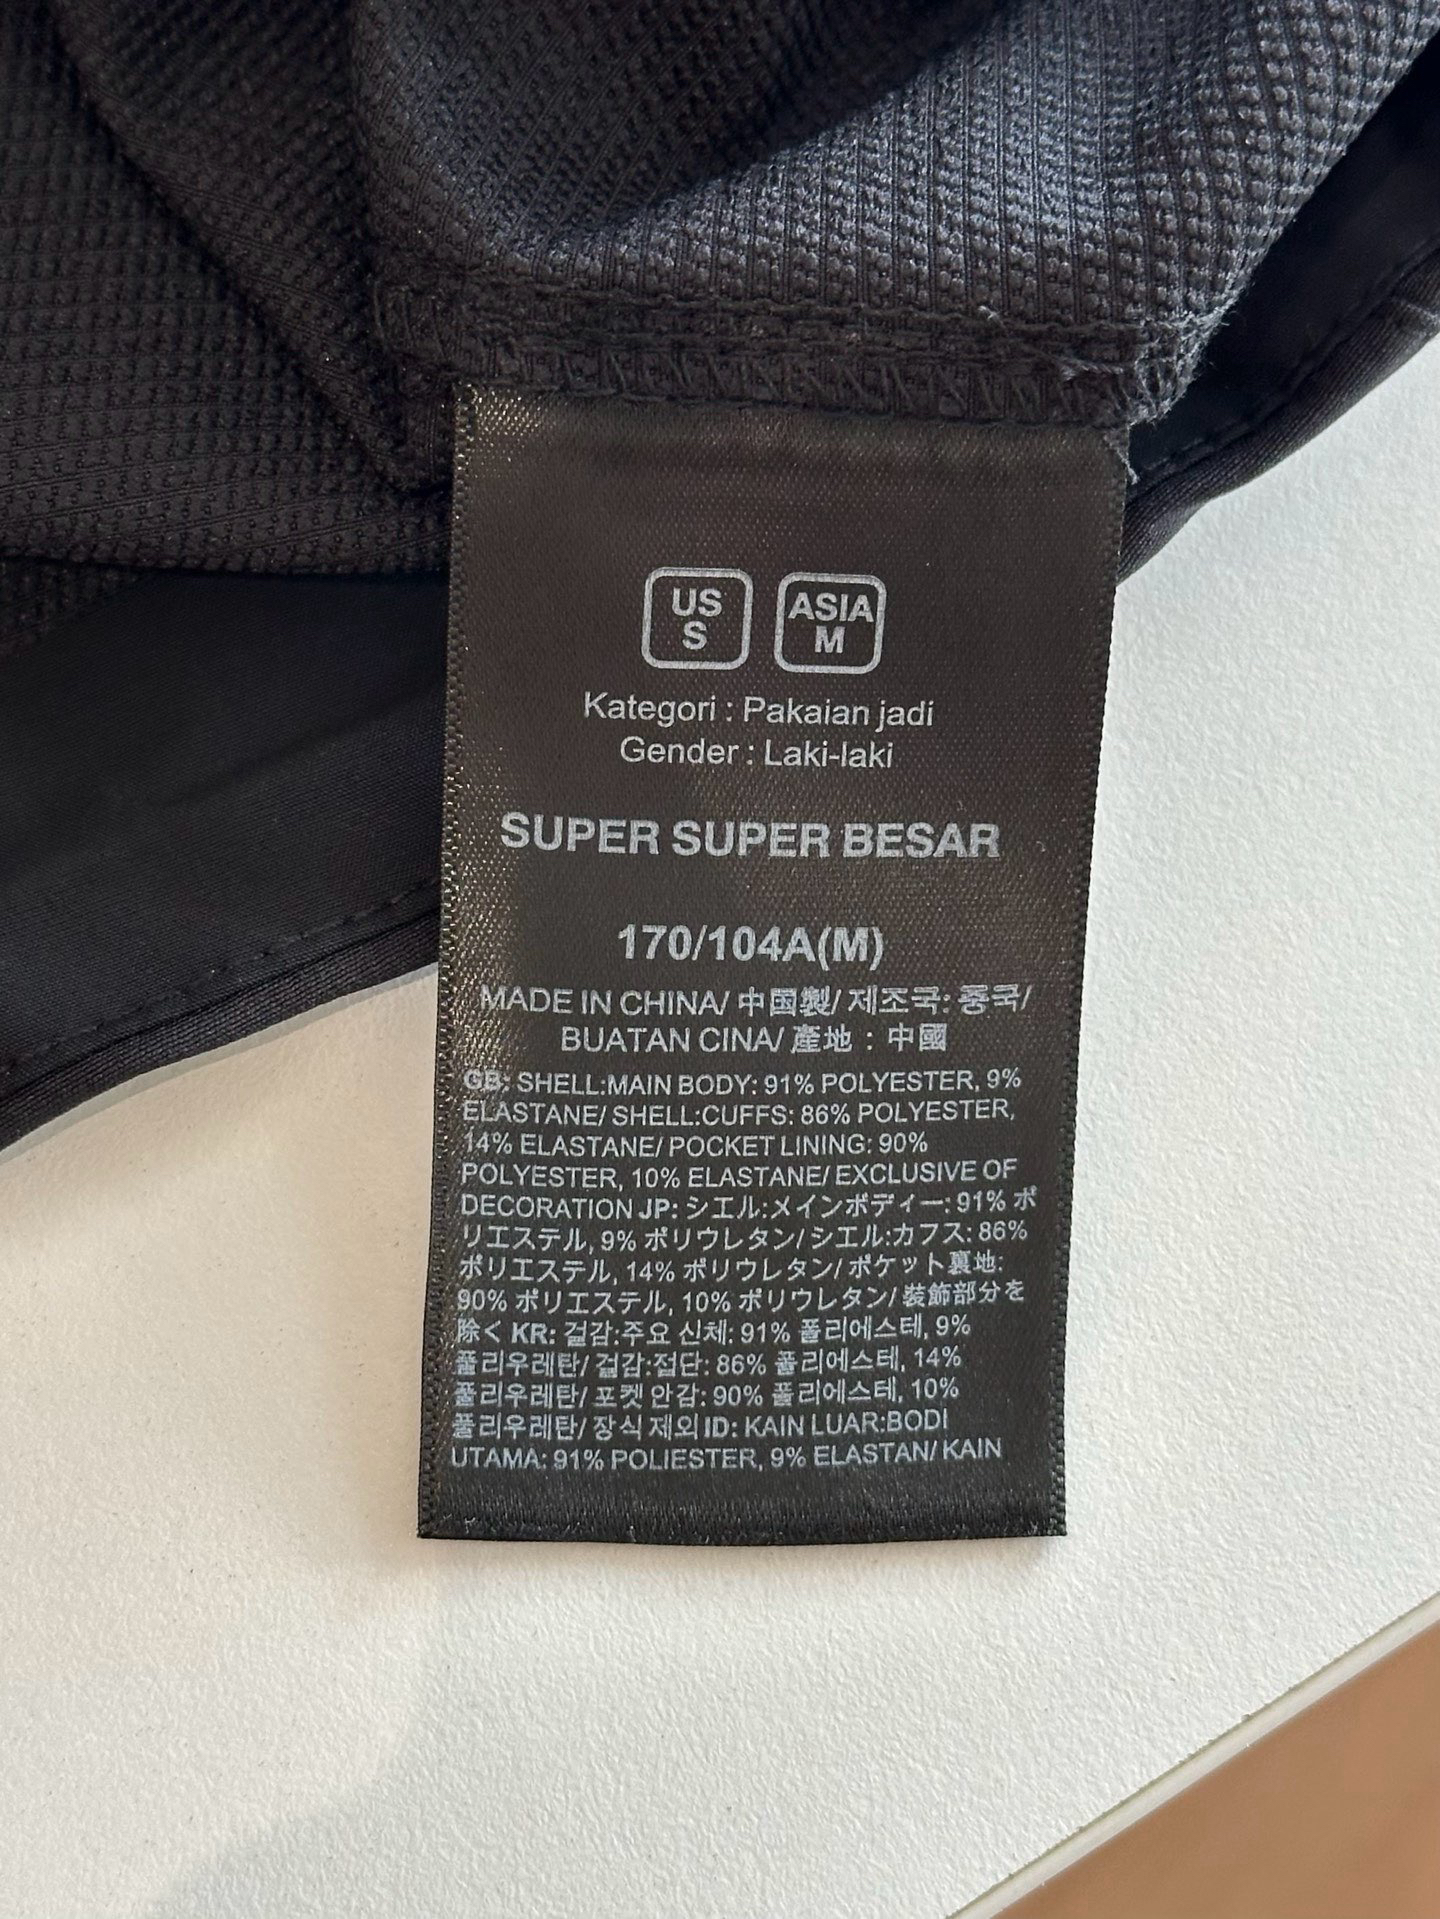 US
S
ASIA
M
Kategori : Pakaian jadi
Gender : Laki-laki
SUPER SUPER BESAR
170/104A(M)
MADE IN CHINA/ 中国製/ 제조국: 중국/
BUATAN CINA/ 產地 : 中國
GB: SHELL:MAIN BODY: 91% POLYESTER, 9%
ELASTANE/ SHELL:CUFFS: 86% POLYESTER,
14% ELASTANE/ POCKET LINING: 90%
POLYESTER, 10% ELASTANE/ EXCLUSIVE OF
DECORATION JP: シエル:メインボディー: 91% ポ
リエステル, 9% ポリウレタン/ シエル:カフス: 86%
ポリエステル, 14% ポリウレタン/ ポケット裏地:
90% ポリエステル, 10% ポリウレタン/ 装飾部分を
除く KR: 겉감:주요 신체: 91% 폴리에스테, 9%
폴리우레탄/ 겉감:접단: 86% 폴리에스테, 14%
폴리우레탄/ 포켓 안감: 90% 폴리에스테, 10%
폴리우레탄/ 장식 제외 ID: KAIN LUAR:BODI
UTAMA: 91% POLIESTER, 9% ELASTAN/ KAIN